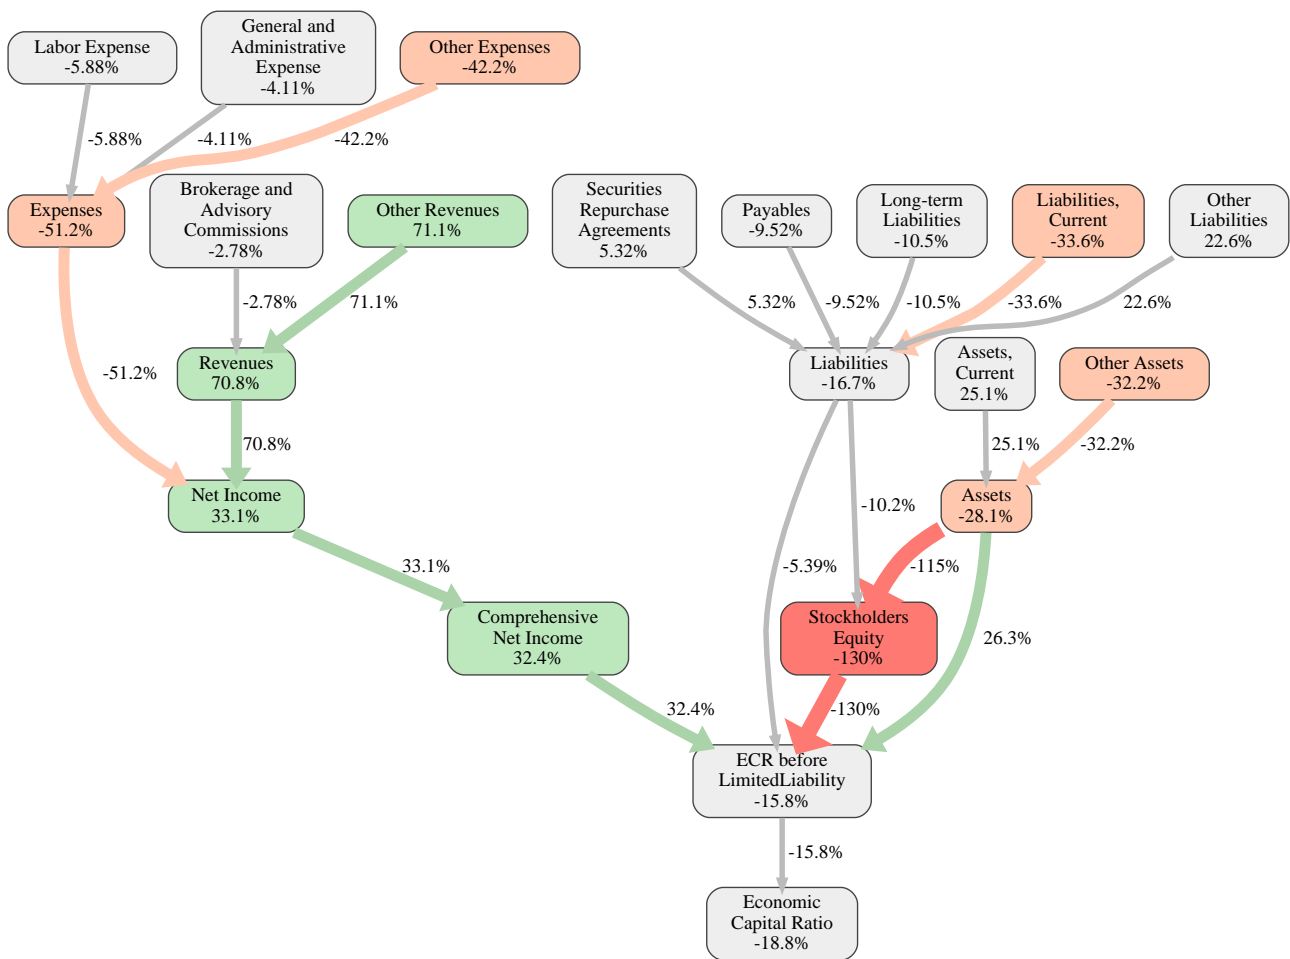 Labor Expense
-5.88%
General and
Administrative
Expense
-4.11%
Other Expenses
-42.2%
-5.88%
-4.11%
-42.2%
Expenses
-51.2%
Brokerage and
Advisory
Commissions
-2.78%
Other Revenues
71.1%
Securities
Repurchase
Agreements
5.32%
Payables
-9.52%
Long-term
Liabilities
-10.5%
Liabilities,
Current
-33.6%
Other
Liabilities
22.6%
-2.78%
71.1%
5.32%
-9.52%
-10.5%
-33.6%
22.6%
-51.2%
Revenues
70.8%
Liabilities
-16.7%
Assets,
Current
25.1%
Other Assets
-32.2%
70.8%
25.1%
-32.2%
Net Income
33.1%
-10.2%
Assets
-28.1%
33.1%
-5.39%
-115%
Comprehensive
Net Income
32.4%
Stockholders
Equity
-130%
26.3%
32.4%
-130%
ECR before
LimitedLiability
-15.8%
-15.8%
Economic
Capital Ratio
-18.8%